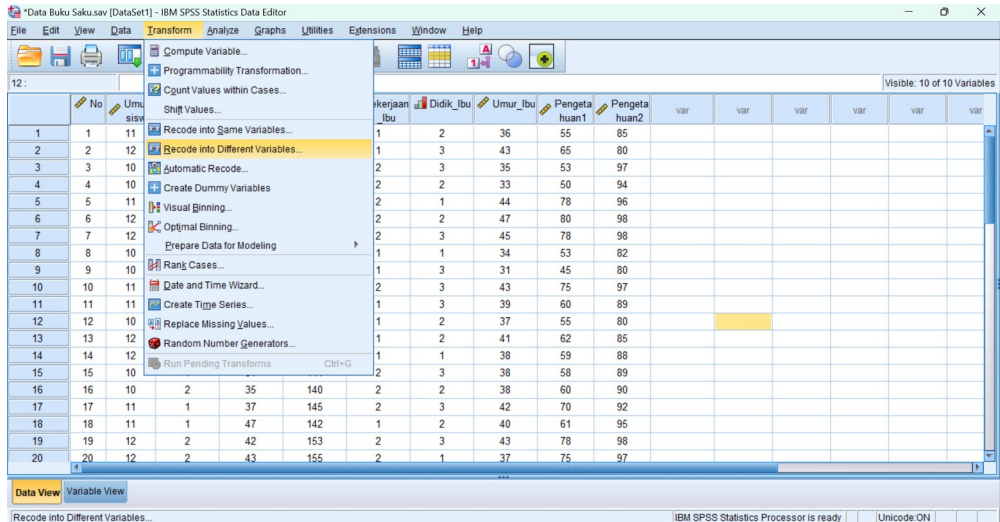 *Data Buku Saku.sav [DataSet1] - IBM SPSS Statistics Data Editor
File Edit View Data Transform Analyze Graphs Utilities Extensions Window Help
Compute Variable...
Programmability Transformation...
Count Values within Cases...
Shift Values...
Recode into Same Variables...
Recode into Different Variables...
Automatic Recode...
Create Dummy Variables
Visual Binning...
Optimal Binning...
Prepare Data for Modeling
Rank Cases...
Date and Time Wizard...
Create Time Series...
Replace Missing Values...
Random Number Generators...
Run Pending Transforms Ctrl+G
12 : Visible: 10 of 10 Variables
No Umu sisw ekerjaan _Ibu Didik_Ibu Umur_Ibu Pengeta huan1 Pengeta huan2 var var var var var
1 1 11 1 2 36 55 85
2 2 12 1 3 43 65 80
3 3 10 2 3 35 53 97
4 4 10 2 2 33 50 94
5 5 11 2 1 44 78 96
6 6 12 2 2 47 80 98
7 7 12 2 3 45 78 98
8 8 10 1 1 34 53 82
9 9 10 1 3 31 45 80
10 10 11 2 3 43 75 97
11 11 11 1 3 39 60 89
12 12 10 1 2 37 55 80
13 13 12 1 2 41 62 85
14 14 12 1 1 38 59 88
15 15 10 2 3 38 58 89
16 16 10 2 35 140 2 2 38 60 90
17 17 11 1 37 145 2 3 42 70 92
18 18 11 1 47 142 1 2 40 61 95
19 19 12 2 42 153 2 3 43 78 98
20 20 12 2 43 155 2 1 37 75 97
Data View Variable View
Recode into Different Variables... IBM SPSS Statistics Processor is ready Unicode:ON